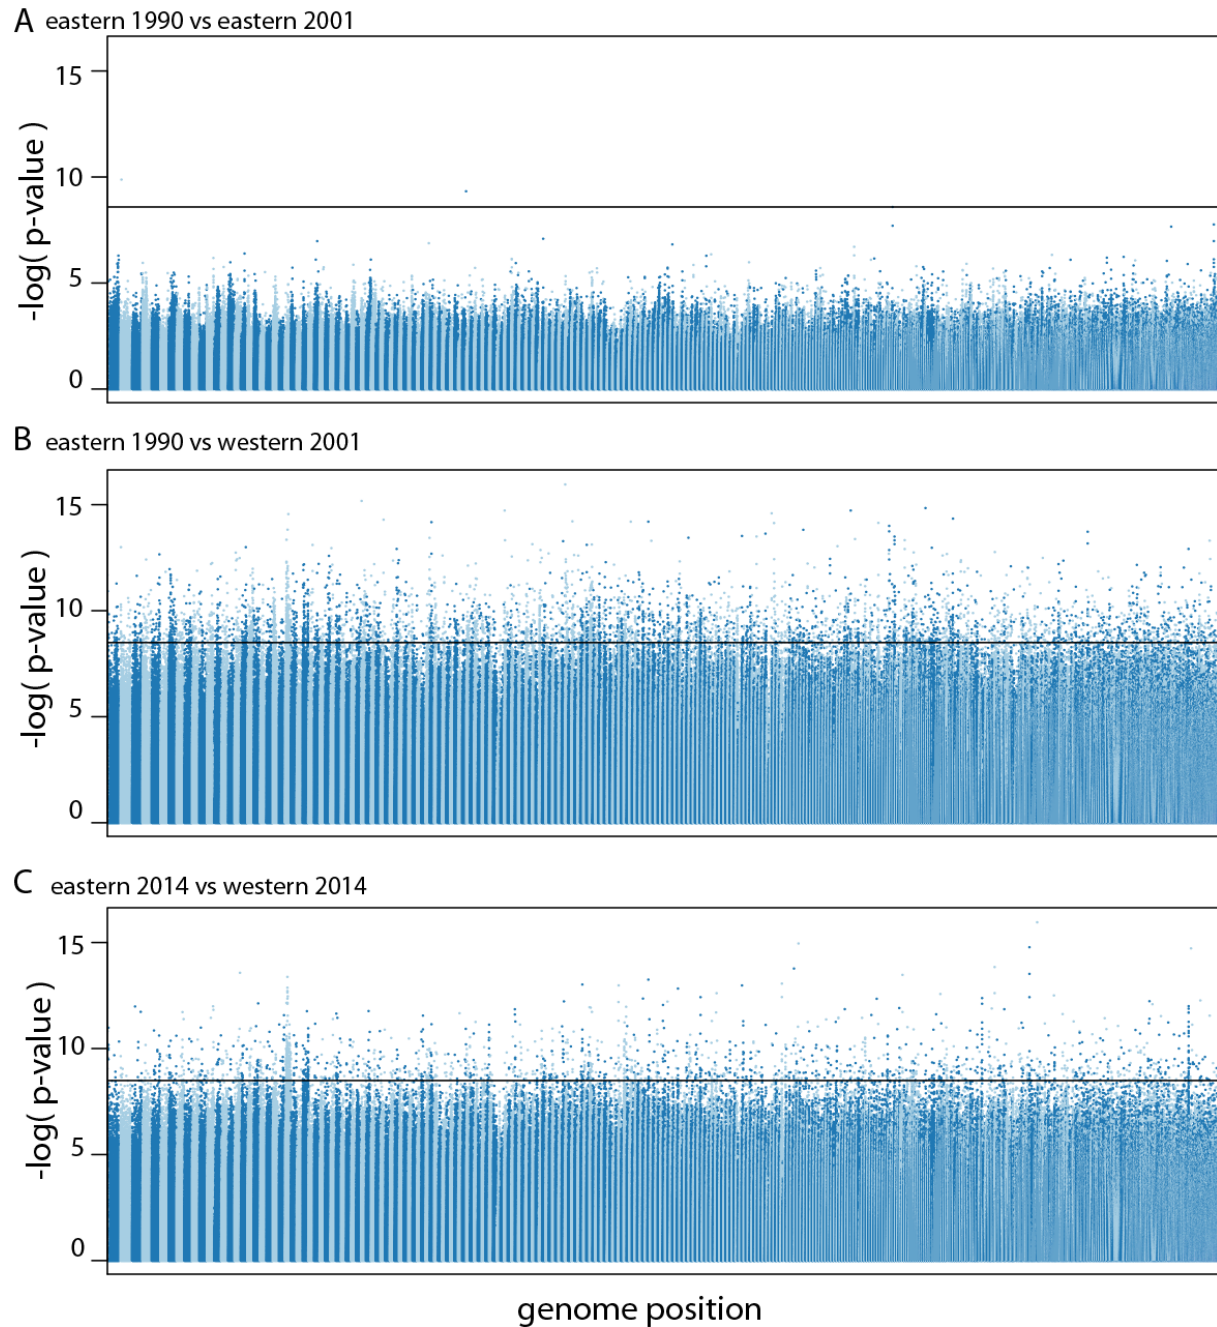 A eastern 1990 vs eastern 2001
15
10
5
0
-log( p-value )
B eastern 1990 vs western 2001
15
10
5
0
-log( p-value )
C eastern 2014 vs western 2014
15
10
5
0
-log( p-value )
genome position